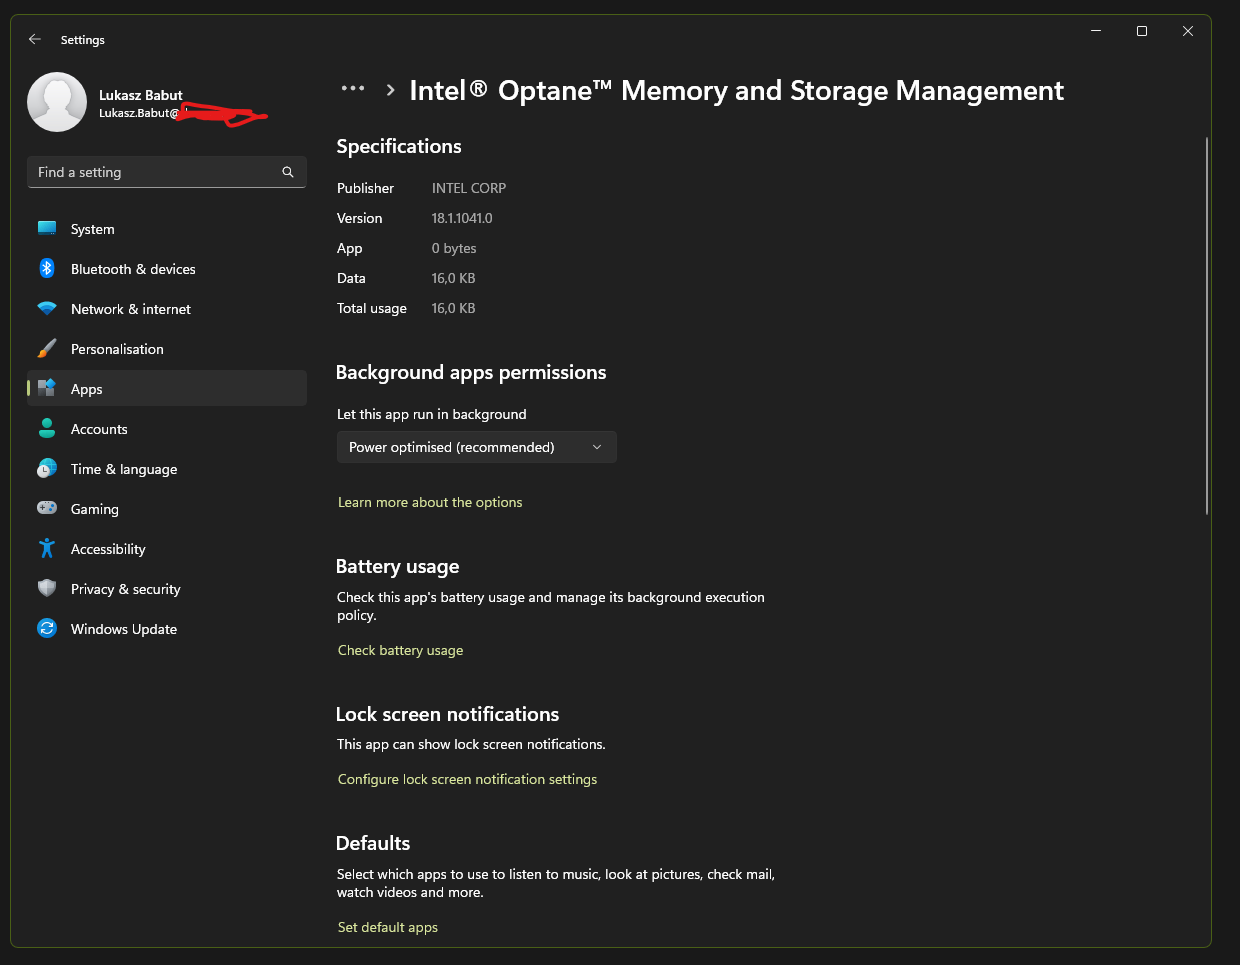 Settings
Lukasz Babut
Lukasz.Babut@
Find a setting
System
Bluetooth & devices
Network & internet
Personalisation
Apps
Accounts
Time & language
Gaming
Accessibility
Privacy & security
Windows Update
··· > Intel® Optane™ Memory and Storage Management
Specifications
Publisher INTEL CORP
Version 18.1.1041.0
App 0 bytes
Data 16,0 KB
Total usage 16,0 KB
Background apps permissions
Let this app run in background
Power optimised (recommended)
Learn more about the options
Battery usage
Check this app's battery usage and manage its background execution
policy.
Check battery usage
Lock screen notifications
This app can show lock screen notifications.
Configure lock screen notification settings
Defaults
Select which apps to use to listen to music, look at pictures, check mail,
watch videos and more.
Set default apps